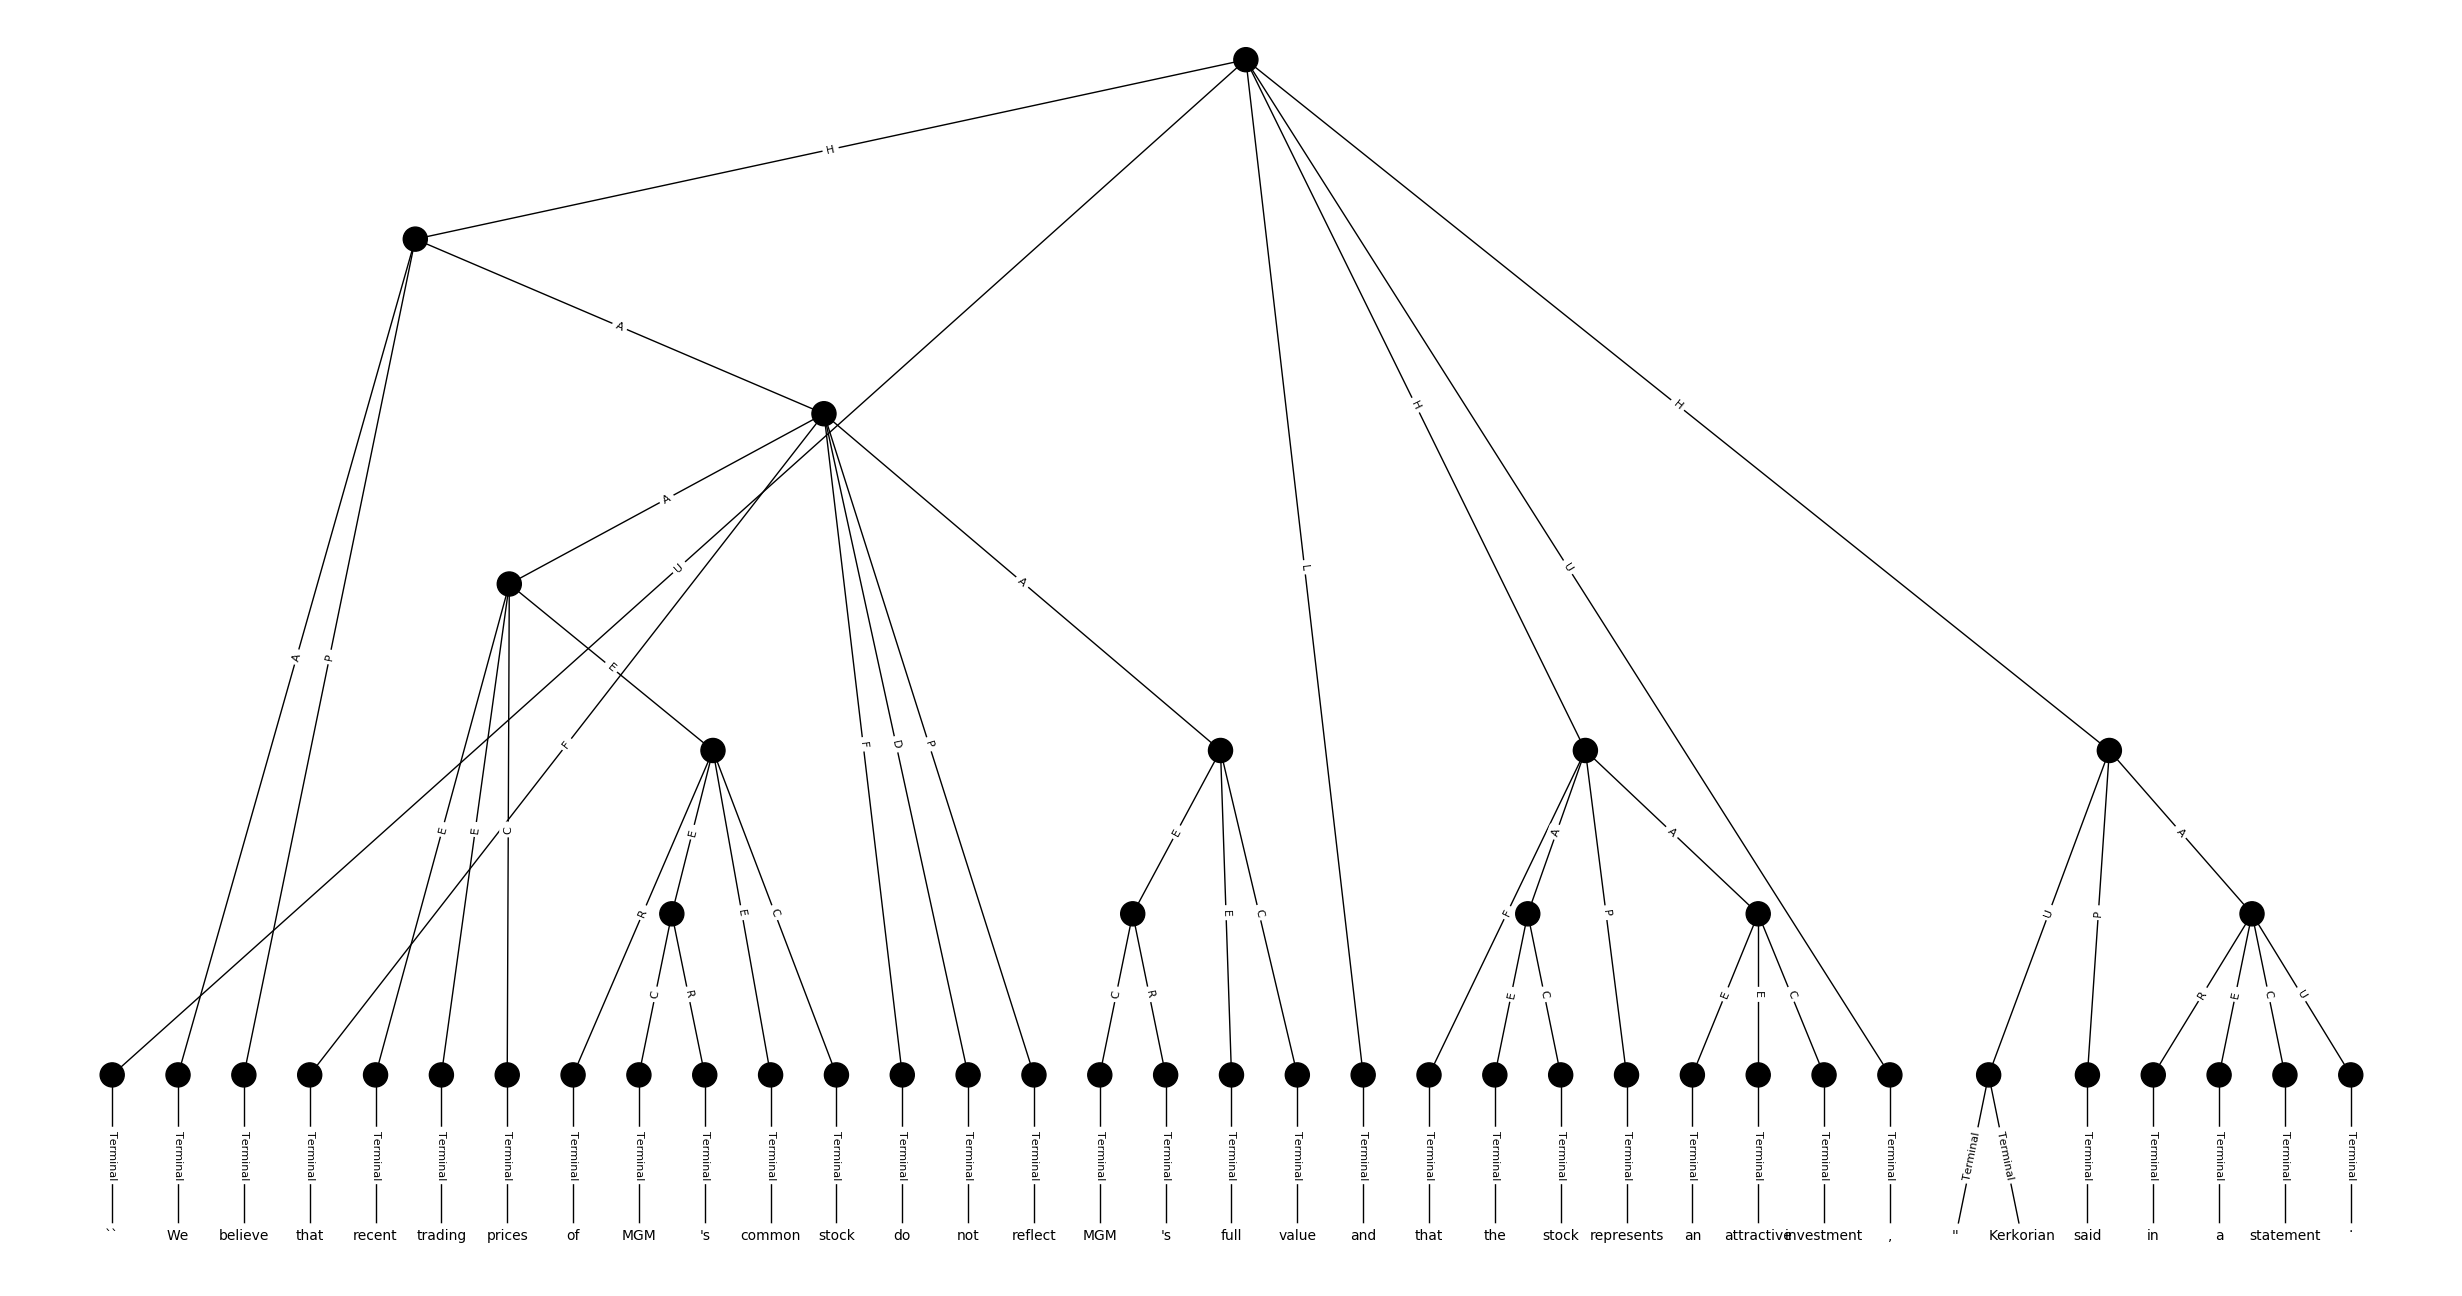 H
A
H
H
A
U
L
U
A
E
A
P
F
F
D
P
A
E
E
C
E
E
A
A
A
R
E
C
E
C
F
P
U
P
C
R
C
R
E
C
E
E
C
R
E
C
U
Terminal Terminal Terminal Terminal Terminal Terminal Terminal Terminal Terminal Terminal Terminal Terminal Terminal Terminal Terminal Terminal Terminal Terminal Terminal Terminal Terminal Terminal Terminal Terminal Terminal Terminal Terminal Terminal Terminal Terminal Terminal Terminal Terminal Terminal Terminal
`` We believe that recent trading prices of MGM 's common stock do not reflect MGM 's full value and that the stock represents an attractive investment , " Kerkorian said in a statement .